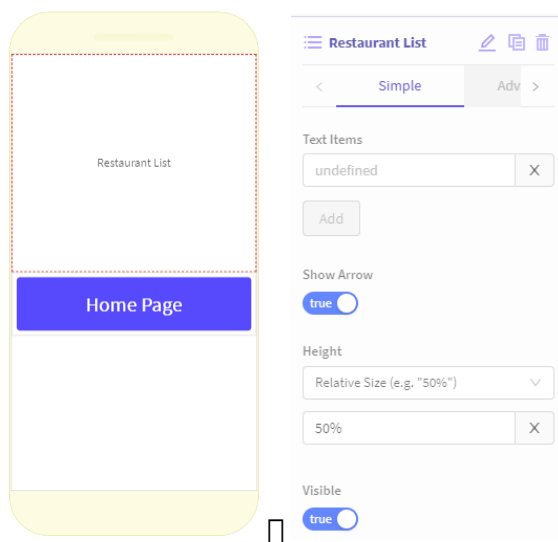 Restaurant List
Home Page
Restaurant List
Simple
Adv
Text Items
undefined
X
Add
Show Arrow
true
Height
Relative Size (e.g. "50%")
50%
X
Visible
true